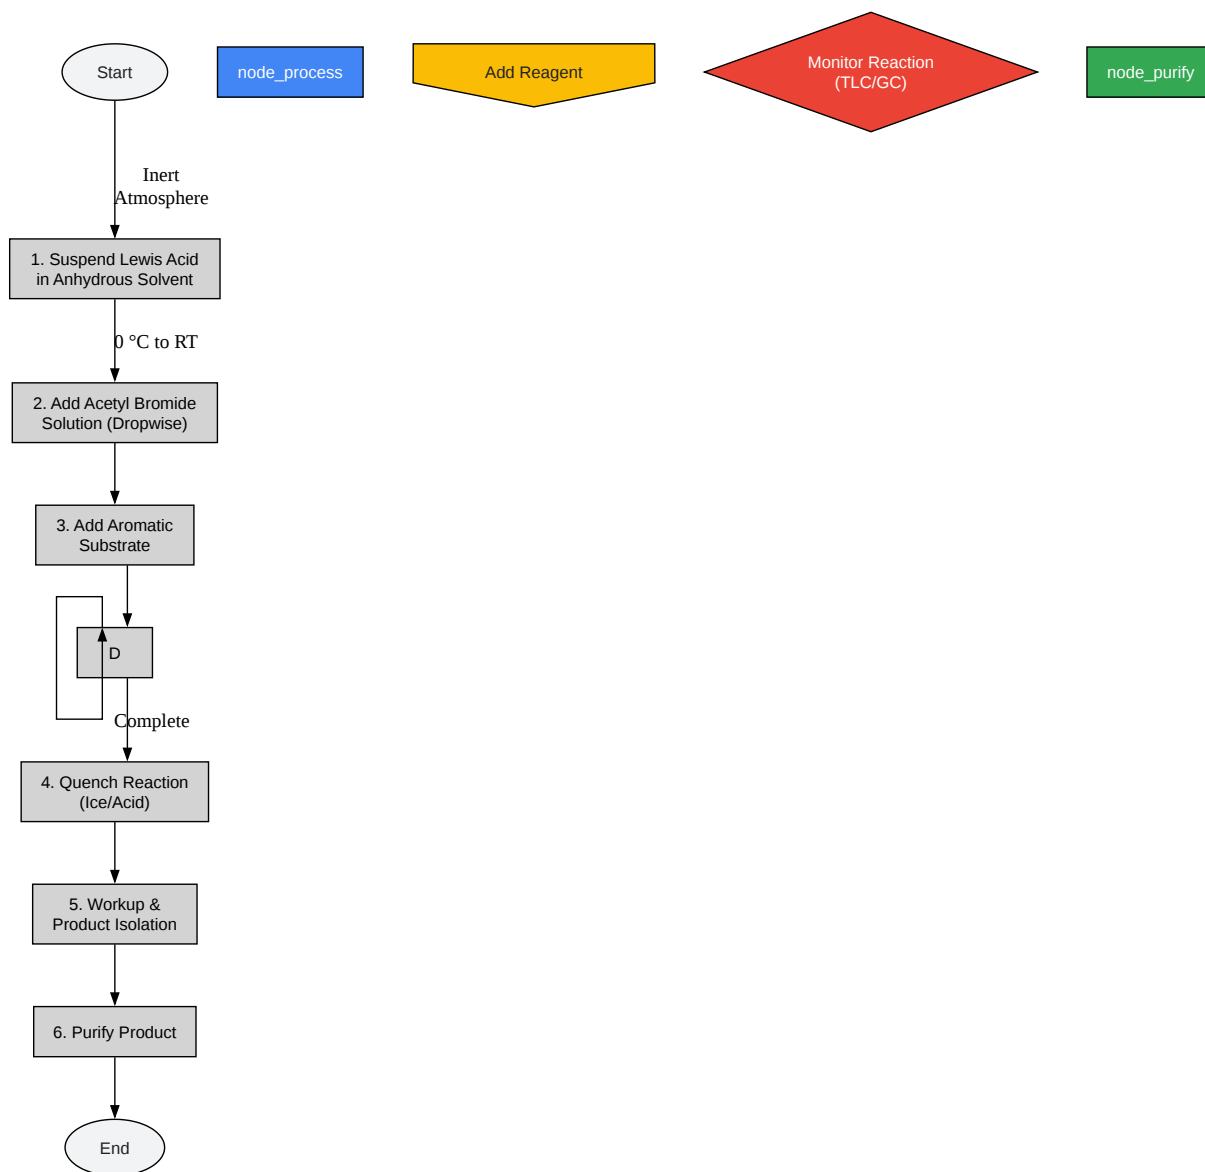 Start
node_process
Add Reagent
Monitor Reaction
(TLC/GC)
node_purify
Inert
Atmosphere
1. Suspend Lewis Acid
in Anhydrous Solvent
0 °C to RT
2. Add Acetyl Bromide
Solution (Dropwise)
3. Add Aromatic
Substrate
D
Complete
4. Quench Reaction
(Ice/Acid)
5. Workup &
Product Isolation
6. Purify Product
End